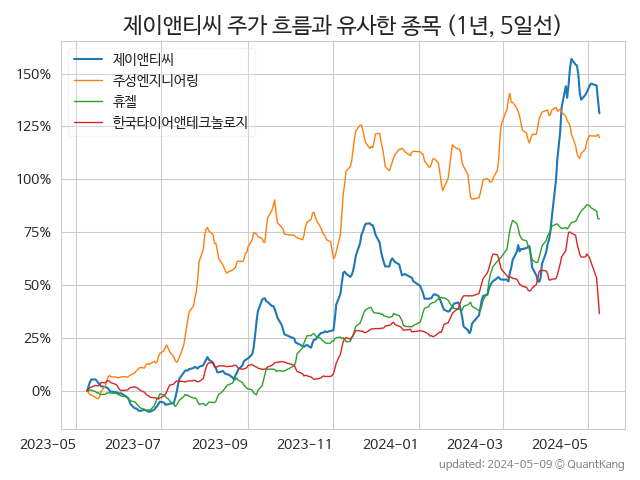 제이앤티씨 주가 흐름과 유사한 종목 (1년, 5일선)
제이앤티씨
주성엔지니어링
휴젤
한국타이어앤테크놀로지
150%
125%
100%
75%
50%
25%
0%
2023-05
2023-07
2023-09
2023-11
2024-01
2024-03
2024-05
updated: 2024-05-09 © QuantKang